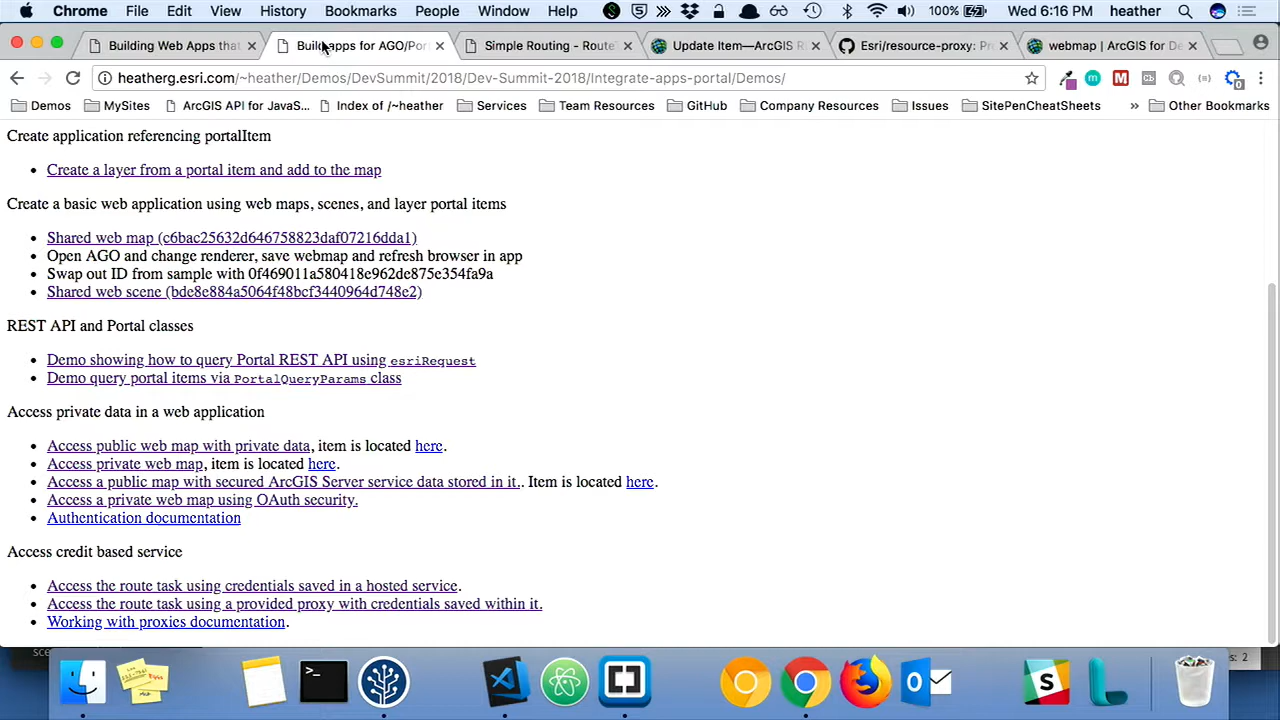 Chrome File Edit View History Bookmarks People Window Help 100% Wed 6:16 PM heather
Building Web Apps that
Build apps for AGO/Por
Simple Routing - RouteT
Update Item—ArcGIS R
Esri/resource-proxy: Pr
webmap | ArcGIS for De
heatherg.esri.com/~heather/Demos/DevSummit/2018/Dev-Summit-2018/Integrate-apps-portal/Demos/
Demos MySites ArcGIS API for JavaS... Index of /~heather Services Team Resources GitHub Company Resources Issues SitePenCheatSheets » Other Bookmarks
Create application referencing portalItem
• Create a layer from a portal item and add to the map
Create a basic web application using web maps, scenes, and layer portal items
• Shared web map (c6bac25632d646758823daf07216dda1)
• Open AGO and change renderer, save webmap and refresh browser in app
• Swap out ID from sample with 0f469011a580418e962de875e354fa9a
• Shared web scene (bde8e884a5064f48bcf3440964d748e2)
REST API and Portal classes
• Demo showing how to query Portal REST API using esriRequest
• Demo query portal items via PortalQueryParams class
Access private data in a web application
• Access public web map with private data, item is located here.
• Access private web map, item is located here.
• Access a public map with secured ArcGIS Server service data stored in it.. Item is located here.
• Access a private web map using OAuth security.
• Authentication documentation
Access credit based service
• Access the route task using credentials saved in a hosted service.
• Access the route task using a provided proxy with credentials saved within it.
• Working with proxies documentation.